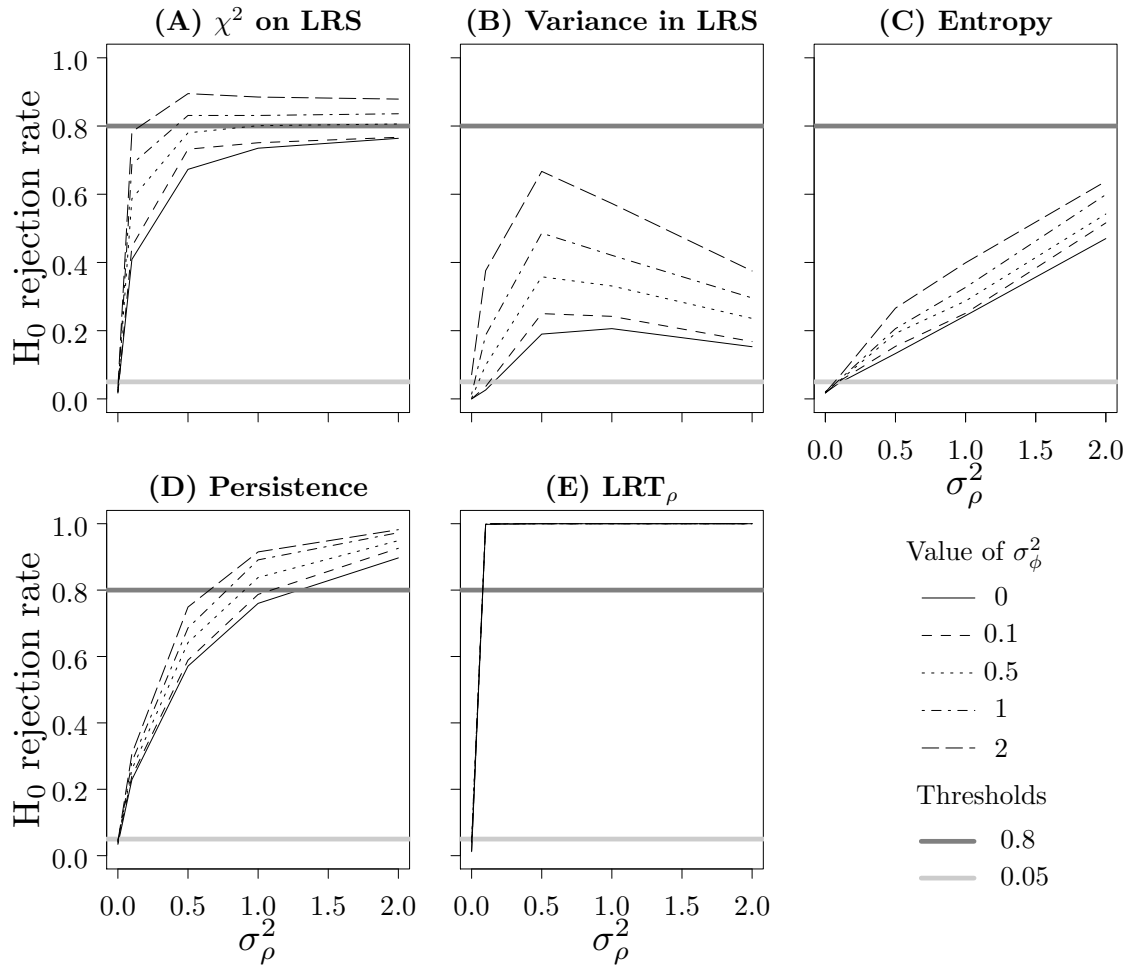 (A) χ² on LRS
(B) Variance in LRS
(C) Entropy
H₀ rejection rate
1.0
0.8
0.6
0.4
0.2
0.0
0.0 0.5 1.0 1.5 2.0
σ²ρ
(D) Persistence
(E) LRTρ
H₀ rejection rate
1.0
0.8
0.6
0.4
0.2
0.0
0.0 0.5 1.0 1.5 2.0
σ²ρ
0.0 0.5 1.0 1.5 2.0
σ²ρ
Value of σ²ϕ
0
0.1
0.5
1
2
Thresholds
0.8
0.05